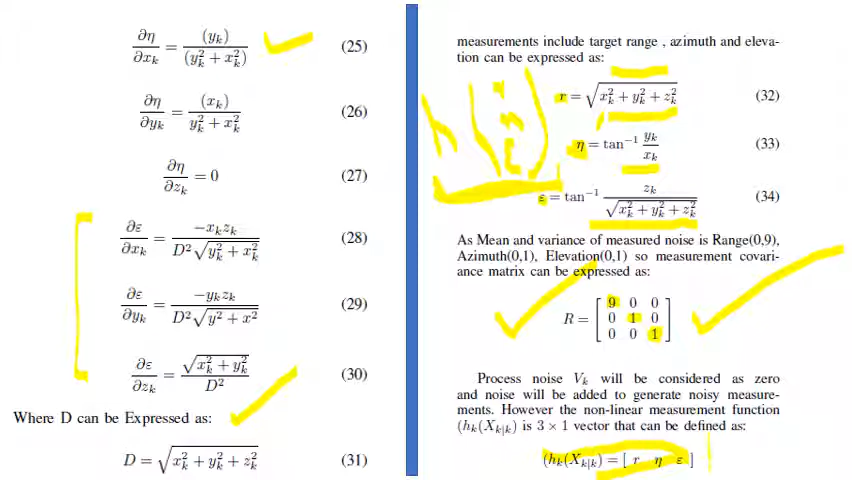 ∂η/∂x_k = (y_k)/(y_k^2 + x_k^2) (25)
∂η/∂y_k = (x_k)/(y_k^2 + x_k^2) (26)
∂η/∂z_k = 0 (27)
∂ε/∂x_k = -x_k z_k/(D^2 √(y_k^2 + x_k^2)) (28)
∂ε/∂y_k = -y_k z_k/(D^2 √(y^2 + x^2)) (29)
∂ε/∂z_k = √(x_k^2 + y_k^2)/D^2 (30)
Where D can be Expressed as:
D = √(x_k^2 + y_k^2 + z_k^2) (31)
measurements include target range , azimuth and eleva-
tion can be expressed as:
r = √(x_k^2 + y_k^2 + z_k^2) (32)
η = tan^-1 y_k/x_k (33)
ε = tan^-1 z_k/√(x_k^2 + y_k^2 + z_k^2) (34)
As Mean and variance of measured noise is Range(0,9),
Azimuth(0,1), Elevation(0,1) so measurement covari-
ance matrix can be expressed as:
R = [ 9 0 0
0 1 0
0 0 1 ]
Process noise V_k will be considered as zero
and noise will be added to generate noisy measure-
ments. However the non-linear measurement function
(h_k(X_k|k) is 3 × 1 vector that can be defined as:
(h_k(X_k|k) = [ r η ε ]